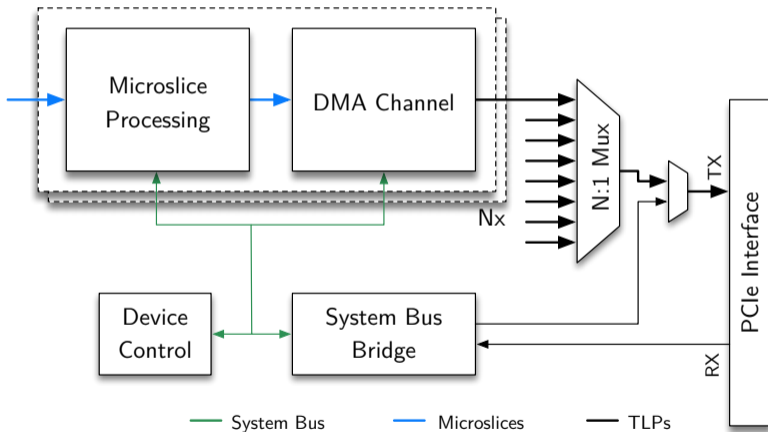 Microslice
Processing
DMA Channel
Nx
N:1 Mux
TX
PCIe Interface
Device
Control
System Bus
Bridge
RX
System Bus
Microslices
TLPs